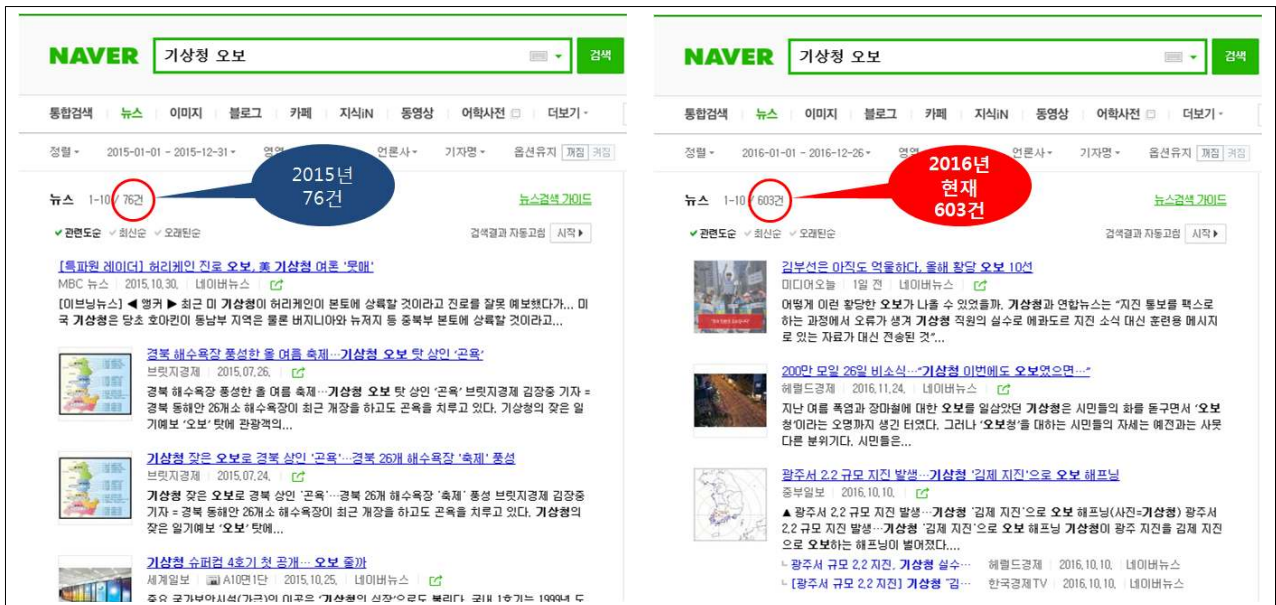 NAVER 기상청 오보 검색
통합검색 뉴스 이미지 블로그 카페 지식iN 동영상 어학사전 더보기
정렬 2015-01-01 - 2015-12-31 언론사 기자명 옵션유지 꺼짐 켜짐
2015년
76건
뉴스 1-10 / 76건 뉴스검색 가이드
관련도순 최신순 오래된순 검색결과 자동고침 시작
[특파원 레이더] 허리케인 진로 오보, 美 기상청 여론 '뭇매'
MBC 뉴스 2015.10.30. 네이버뉴스
[이브닝뉴스] ◀ 앵커 ▶ 최근 미 기상청이 허리케인이 본토에 상륙할 것이라고 진로를 잘못 예보했다가... 미
국 기상청은 당초 호아킨이 동남부 지역은 물론 버지니아와 뉴저지 등 중북부 본토에 상륙할 것이라고...
경북 해수욕장 풍성한 올 여름 축제…기상청 오보 탓 상인 '곤욕'
브릿지경제 2015.07.26.
경북 해수욕장 풍성한 올 여름 축제…기상청 오보 탓 상인 '곤욕' 브릿지경제 김장중 기자 =
경북 동해안 26개소 해수욕장이 최근 개장을 하고도 곤욕을 치루고 있다. 기상청의 잦은 일
기예보 '오보' 탓에 관광객의...
기상청 잦은 오보로 경북 상인 '곤욕'…경북 26개 해수욕장 '축제' 풍성
브릿지경제 2015.07.24.
기상청 잦은 오보로 경북 상인 '곤욕'…경북 26개 해수욕장 '축제' 풍성 브릿지경제 김장중
기자 = 경북 동해안 26개소 해수욕장이 최근 개장을 하고도 곤욕을 치루고 있다. 기상청의
잦은 일기예보 '오보' 탓에...
기상청 슈퍼컴 4호기 첫 공개… 오보 줄까
세계일보 A10면1단 2015.10.25. 네이버뉴스
중요 국가보안시설(가급)인 이곳은 '기상청의 심장'으로도 불린다. 국내 1호기는 1999년 도
NAVER 기상청 오보 검색
통합검색 뉴스 이미지 블로그 카페 지식iN 동영상 어학사전 더보기
정렬 2016-01-01 - 2016-12-26 언론사 기자명 옵션유지 꺼짐 켜짐
2016년
현재
603건
뉴스 1-10 / 603건 뉴스검색 가이드
관련도순 최신순 오래된순 검색결과 자동고침 시작
김부선은 아직도 억울하다, 올해 황당 오보 10선
미디어오늘 1일 전 네이버뉴스
어떻게 이런 황당한 오보가 나올 수 있었을까. 기상청과 연합뉴스는 "지진 통보를 팩스로
하는 과정에서 오류가 생겨 기상청 직원의 실수로 에콰도르 지진 소식 대신 훈련용 메시지
로 있는 자료가 대신 전송된 것"...
200만 모일 26일 비소식…"기상청 이번에도 오보였으면…"
헤럴드경제 2016.11.24. 네이버뉴스
지난 여름 폭염과 장마철에 대한 오보를 일삼았던 기상청은 시민들의 화를 돋구면서 '오보
청'이라는 오명까지 생긴 터였다. 그러나 '오보청'을 대하는 시민들의 자세는 예전과는 사뭇
다른 분위기다. 시민들은...
광주서 2.2 규모 지진 발생…기상청 '김제 지진'으로 오보 해프닝
중부일보 2016.10.10. 
▲ 광주서 2.2 규모 지진 발생…기상청 '김제 지진'으로 오보 해프닝(사진=기상청) 광주서
2.2 규모 지진 발생…기상청 '김제 지진'으로 오보 해프닝 기상청이 광주 지진을 김제 지진
으로 오보하는 해프닝이 벌어졌다....
광주서 규모 2.2 지진, 기상청 실수… 헤럴드경제 2016.10.10. 네이버뉴스
[광주서 규모 2.2 지진] 기상청 "김… 한국경제TV 2016.10.10. 네이버뉴스